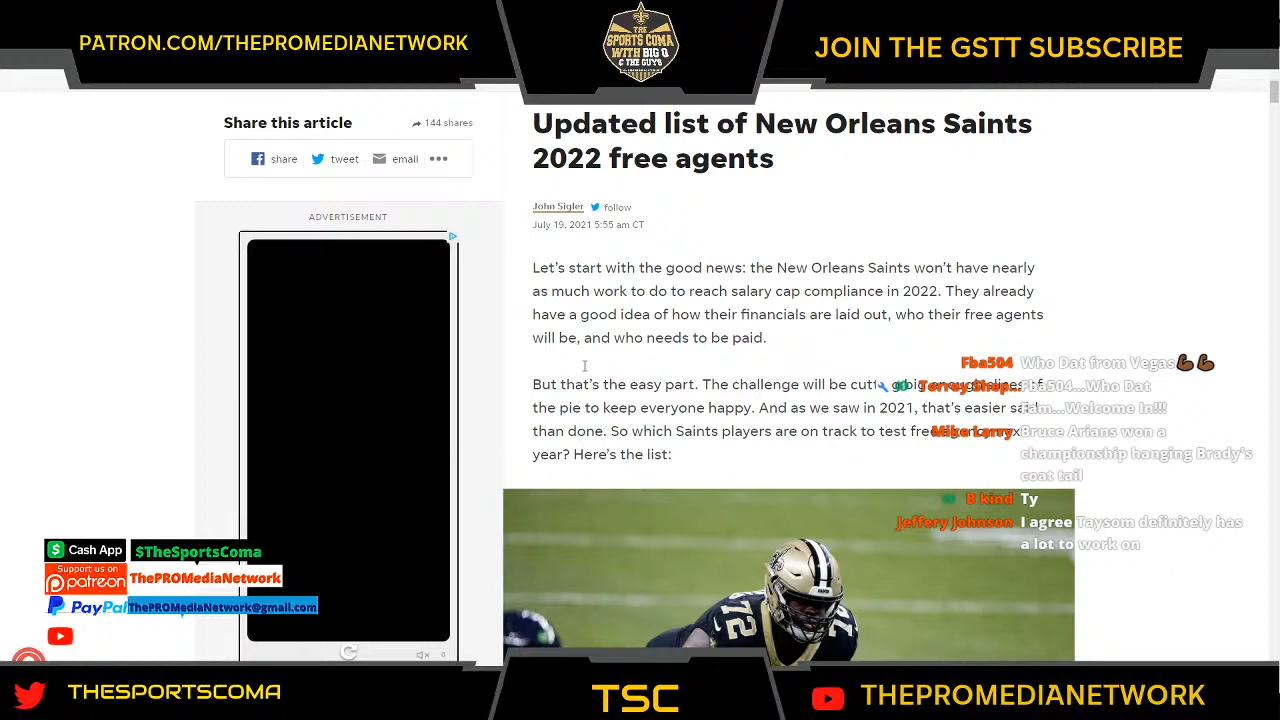 PATRON.COM/THEPROMEDIANETWORK
THE
SPORTS COMA
WITH BIG Q
& THE GUYS
JOIN THE GSTT SUBSCRIBE
Share this article
144 shares
share
tweet
email
ADVERTISEMENT
Updated list of New Orleans Saints
2022 free agents
John Sigler
follow
July 19, 2021 5:55 am CT
Let's start with the good news: the New Orleans Saints won't have nearly
as much work to do to reach salary cap compliance in 2022. They already
have a good idea of how their financials are laid out, who their free agents
will be, and who needs to be paid.
But that's the easy part. The challenge will be
the pie to keep everyone happy. And as we saw in 2021, that's easier said
than done. So which Saints players are on track to test
year? Here's the list:
Fba504 Who Dat from Vegas💪🏿💪🏿
Torrey Shep... Fba504...Who Dat
Fam...Welcome In!!!
Mike Larry Bruce Arians won a
championship hanging Brady's
coat tail
B kind Ty
Jeffery Johnson I agree Taysom definitely has
a lot to work on
72
Cash App $TheSportsComa
Support us on
patreon ThePROMediaNetwork
PayPal ThePROMediaNetwork@gmail.com
THESPORTSCOMA
TSC
THEPROMEDIANETWORK